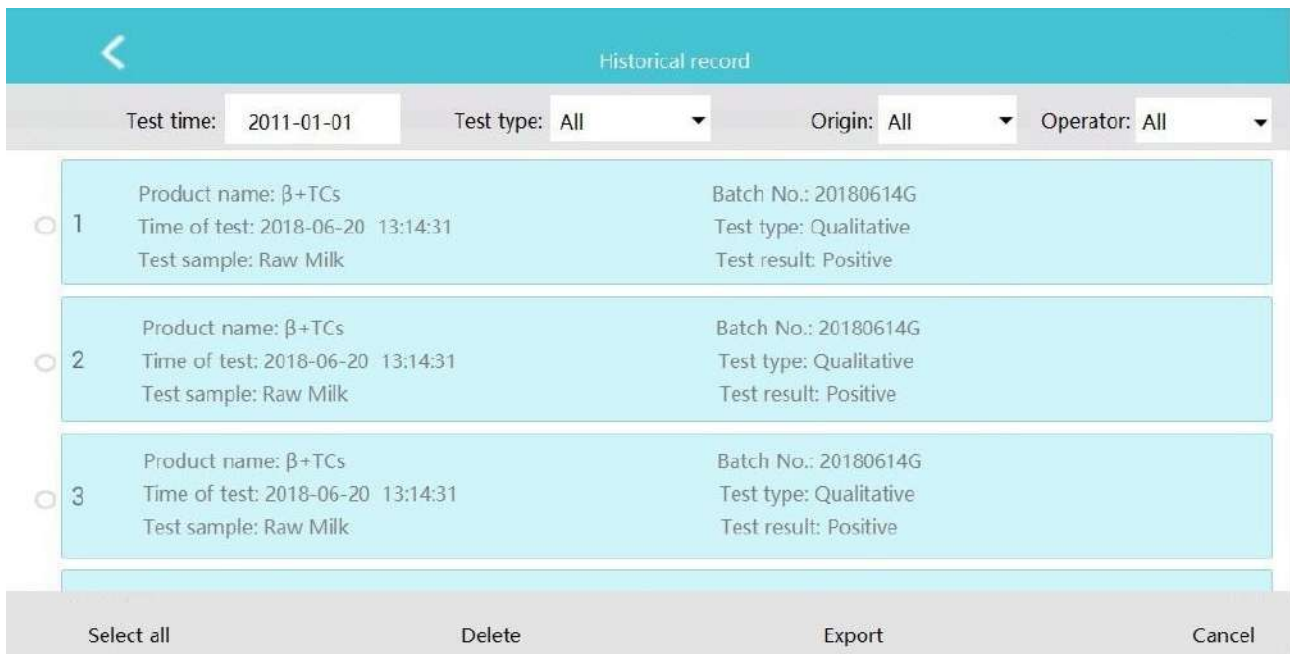 Historical record
Test time: 2011-01-01 Test type: All Origin: All Operator: All
1
Product name: β+TCs Batch No.: 20180614G
Time of test: 2018-06-20 13:14:31 Test type: Qualitative
Test sample: Raw Milk Test result: Positive
2
Product name: β+TCs Batch No.: 20180614G
Time of test: 2018-06-20 13:14:31 Test type: Qualitative
Test sample: Raw Milk Test result: Positive
3
Product name: β+TCs Batch No.: 20180614G
Time of test: 2018-06-20 13:14:31 Test type: Qualitative
Test sample: Raw Milk Test result: Positive
Select all Delete Export Cancel